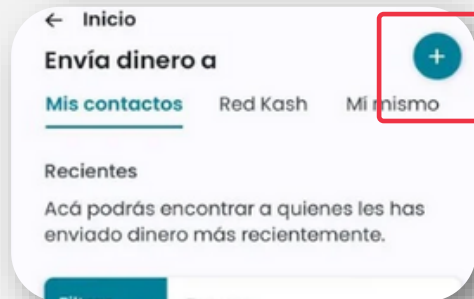 ← Inicio
Envía dinero a
+
Mis contactos Red Kash Mí mismo
Recientes
Acá podrás encontrar a quienes les has
enviado dinero más recientemente.